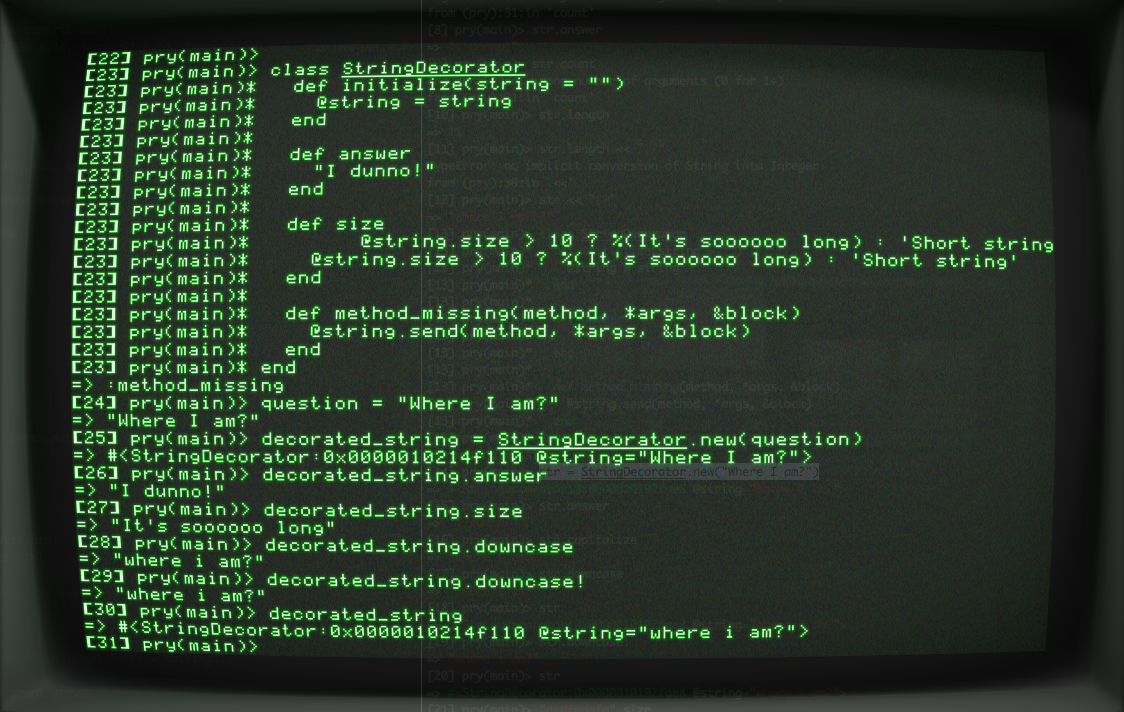 [22] pry(main)>
[23] pry(main)> class StringDecorator
[23] pry(main)*   def initialize(string = "")
[23] pry(main)*     @string = string
[23] pry(main)*   end
[23] pry(main)*
[23] pry(main)*   def answer
[23] pry(main)*     "I dunno!"
[23] pry(main)*   end
[23] pry(main)*
[23] pry(main)*   def size
[23] pry(main)*         @string.size > 10 ? %(It's soooooo long) : 'Short string
[23] pry(main)*     @string.size > 10 ? %(It's soooooo long) : 'Short string'
[23] pry(main)*   end
[23] pry(main)*
[23] pry(main)*   def method_missing(method, *args, &block)
[23] pry(main)*     @string.send(method, *args, &block)
[23] pry(main)*   end
[23] pry(main)* end
=> :method_missing
[24] pry(main)> question = "Where I am?"
=> "Where I am?"
[25] pry(main)> decorated_string = StringDecorator.new(question)
=> #<StringDecorator:0x0000010214f110 @string="Where I am?">
[26] pry(main)> decorated_string.answer
=> "I dunno!"
[27] pry(main)> decorated_string.size
=> "It's soooooo long"
[28] pry(main)> decorated_string.downcase
=> "where i am?"
[29] pry(main)> decorated_string.downcase!
=> "where i am?"
[30] pry(main)> decorated_string
=> #<StringDecorator:0x0000010214f110 @string="where i am?">
[31] pry(main)>